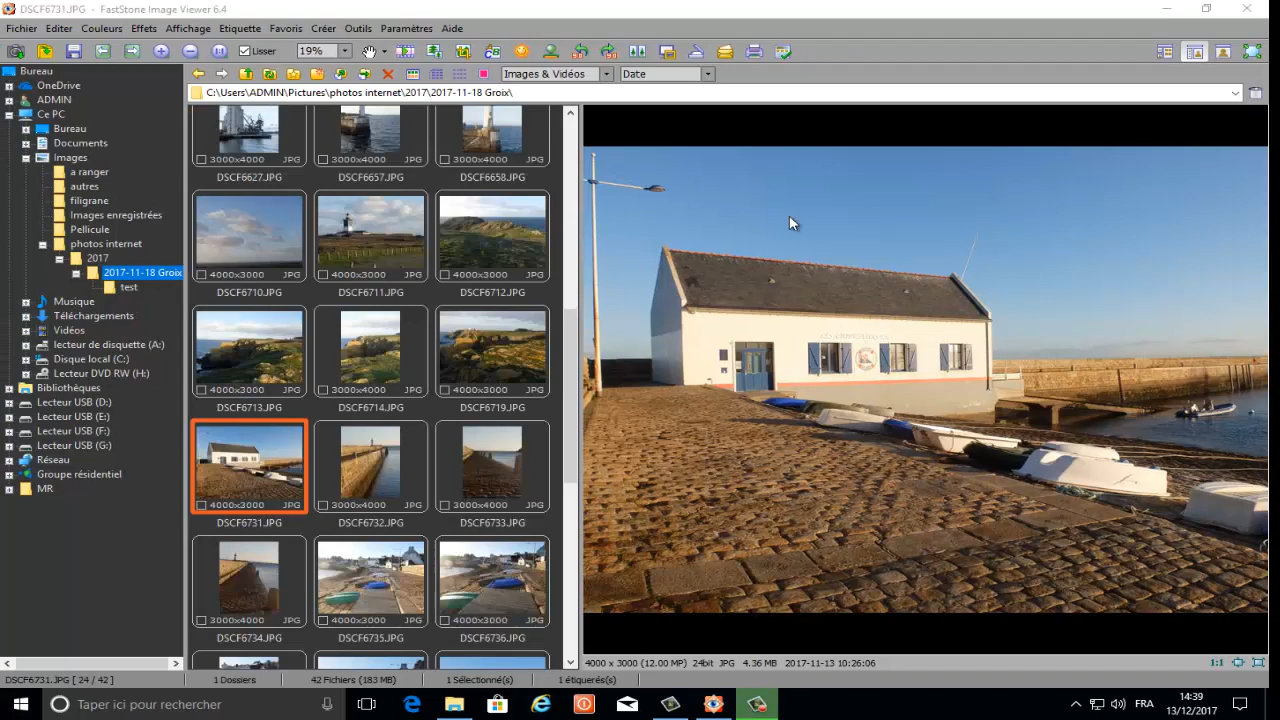 DSCF6731.JPG - FastStone Image Viewer 6.4
Fichier Editer Couleurs Effets Affichage Etiquette Favoris Créer Outils Paramètres Aide
Lisser 19%
Images & Vidéos Date
C:\Users\ADMIN\Pictures\photos internet\2017\2017-11-18 Groix\
Bureau
OneDrive
ADMIN
Ce PC
Bureau
Documents
Images
a ranger
autres
filigrane
Images enregistrées
Pellicule
photos internet
2017
2017-11-18 Groix
test
Musique
Téléchargements
Vidéos
lecteur de disquette (A:)
Disque local (C:)
Lecteur DVD RW (H:)
Bibliothèques
Lecteur USB (D:)
Lecteur USB (E:)
Lecteur USB (F:)
Lecteur USB (G:)
Réseau
Groupe résidentiel
MR
3000x4000 JPG 3000x4000 JPG 3000x4000 JPG
DSCF6627.JPG DSCF6657.JPG DSCF6658.JPG
4000x3000 JPG 4000x3000 JPG 4000x3000 JPG
DSCF6710.JPG DSCF6711.JPG DSCF6712.JPG
4000x3000 JPG 3000x4000 JPG 4000x3000 JPG
DSCF6713.JPG DSCF6714.JPG DSCF6719.JPG
4000x3000 JPG 3000x4000 JPG 3000x4000 JPG
DSCF6731.JPG DSCF6732.JPG DSCF6733.JPG
3000x4000 JPG 4000x3000 JPG 4000x3000 JPG
DSCF6734.JPG DSCF6735.JPG DSCF6736.JPG
4000 x 3000 (12.00 MP) 24bit JPG 4.36 MB 2017-11-13 10:26:06 1:1
DSCF6731.JPG [ 24 / 42 ] 1 Dossiers 42 Fichiers (183 MB) 1 Sélectionné(s) 1 étiquetés(s)
Taper ici pour rechercher
FRA
14:39
13/12/2017